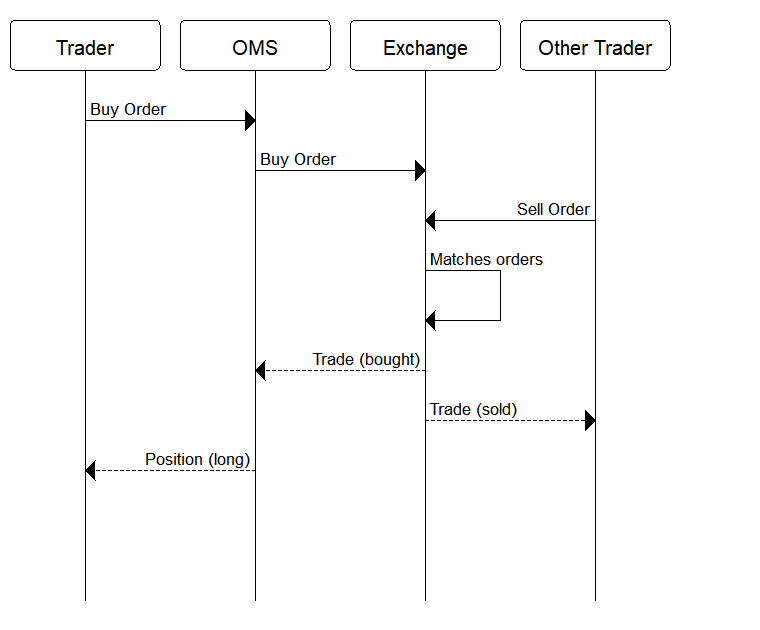 Trader
OMS
Exchange
Other Trader
Buy Order
Buy Order
Sell Order
Matches orders
Trade (bought)
Trade (sold)
Position (long)